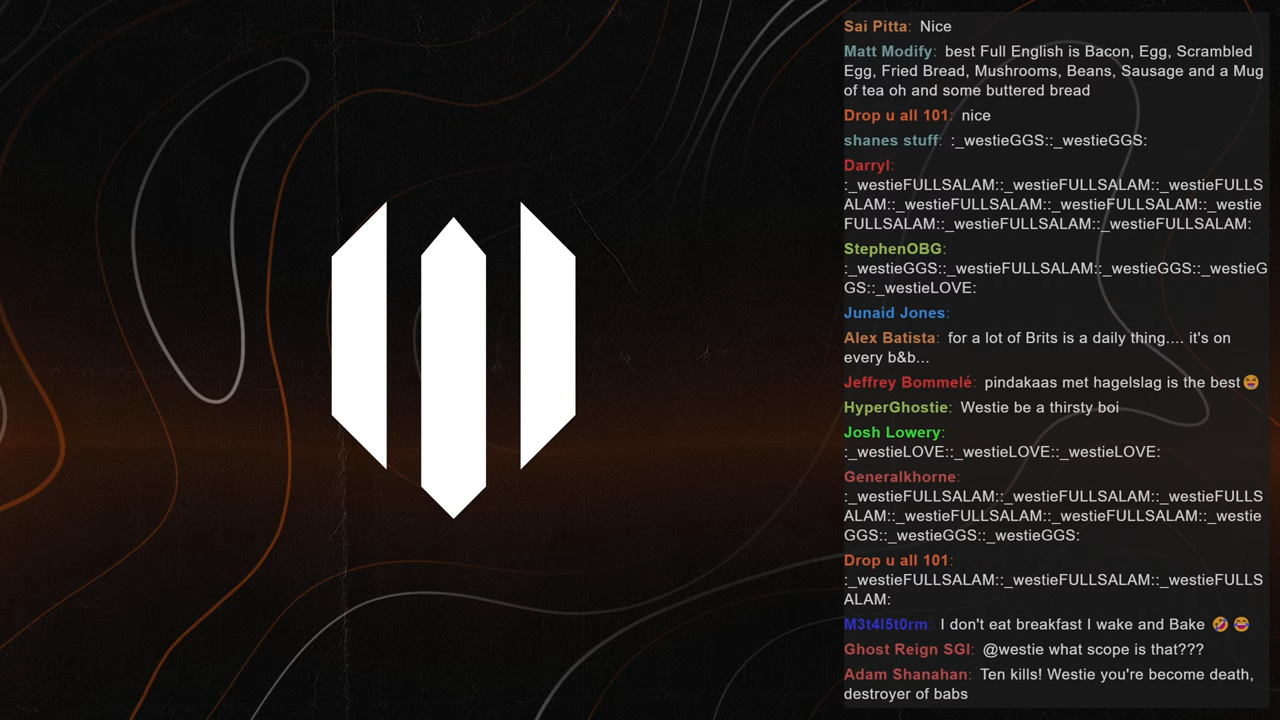 Sai Pitta: Nice
Matt Modify: best Full English is Bacon, Egg, Scrambled
Egg, Fried Bread, Mushrooms, Beans, Sausage and a Mug
of tea oh and some buttered bread
Drop u all 101: nice
shanes stuff: :_westieGGS::_westieGGS:
Darryl:
:_westieFULLSALAM::_westieFULLSALAM::_westieFULLS
ALAM::_westieFULLSALAM::_westieFULLSALAM::_westie
FULLSALAM::_westieFULLSALAM::_westieFULLSALAM:
StephenOBG:
:_westieGGS::_westieFULLSALAM::_westieGGS::_westieG
GS::_westieLOVE:
Junaid Jones:
Alex Batista: for a lot of Brits is a daily thing.... it's on
every b&b...
Jeffrey Bommelé: pindakaas met hagelslag is the best😆
HyperGhostie: Westie be a thirsty boi
Josh Lowery:
:_westieLOVE::_westieLOVE::_westieLOVE:
Generalkhorne:
:_westieFULLSALAM::_westieFULLSALAM::_westieFULLS
ALAM::_westieFULLSALAM::_westieFULLSALAM::_westie
GGS::_westieGGS::_westieGGS:
Drop u all 101:
:_westieFULLSALAM::_westieFULLSALAM::_westieFULLS
ALAM:
M3t4l5t0rm: I don't eat breakfast I wake and Bake 🤣 😂
Ghost Reign SGI: @westie what scope is that???
Adam Shanahan: Ten kills! Westie you're become death,
destroyer of babs